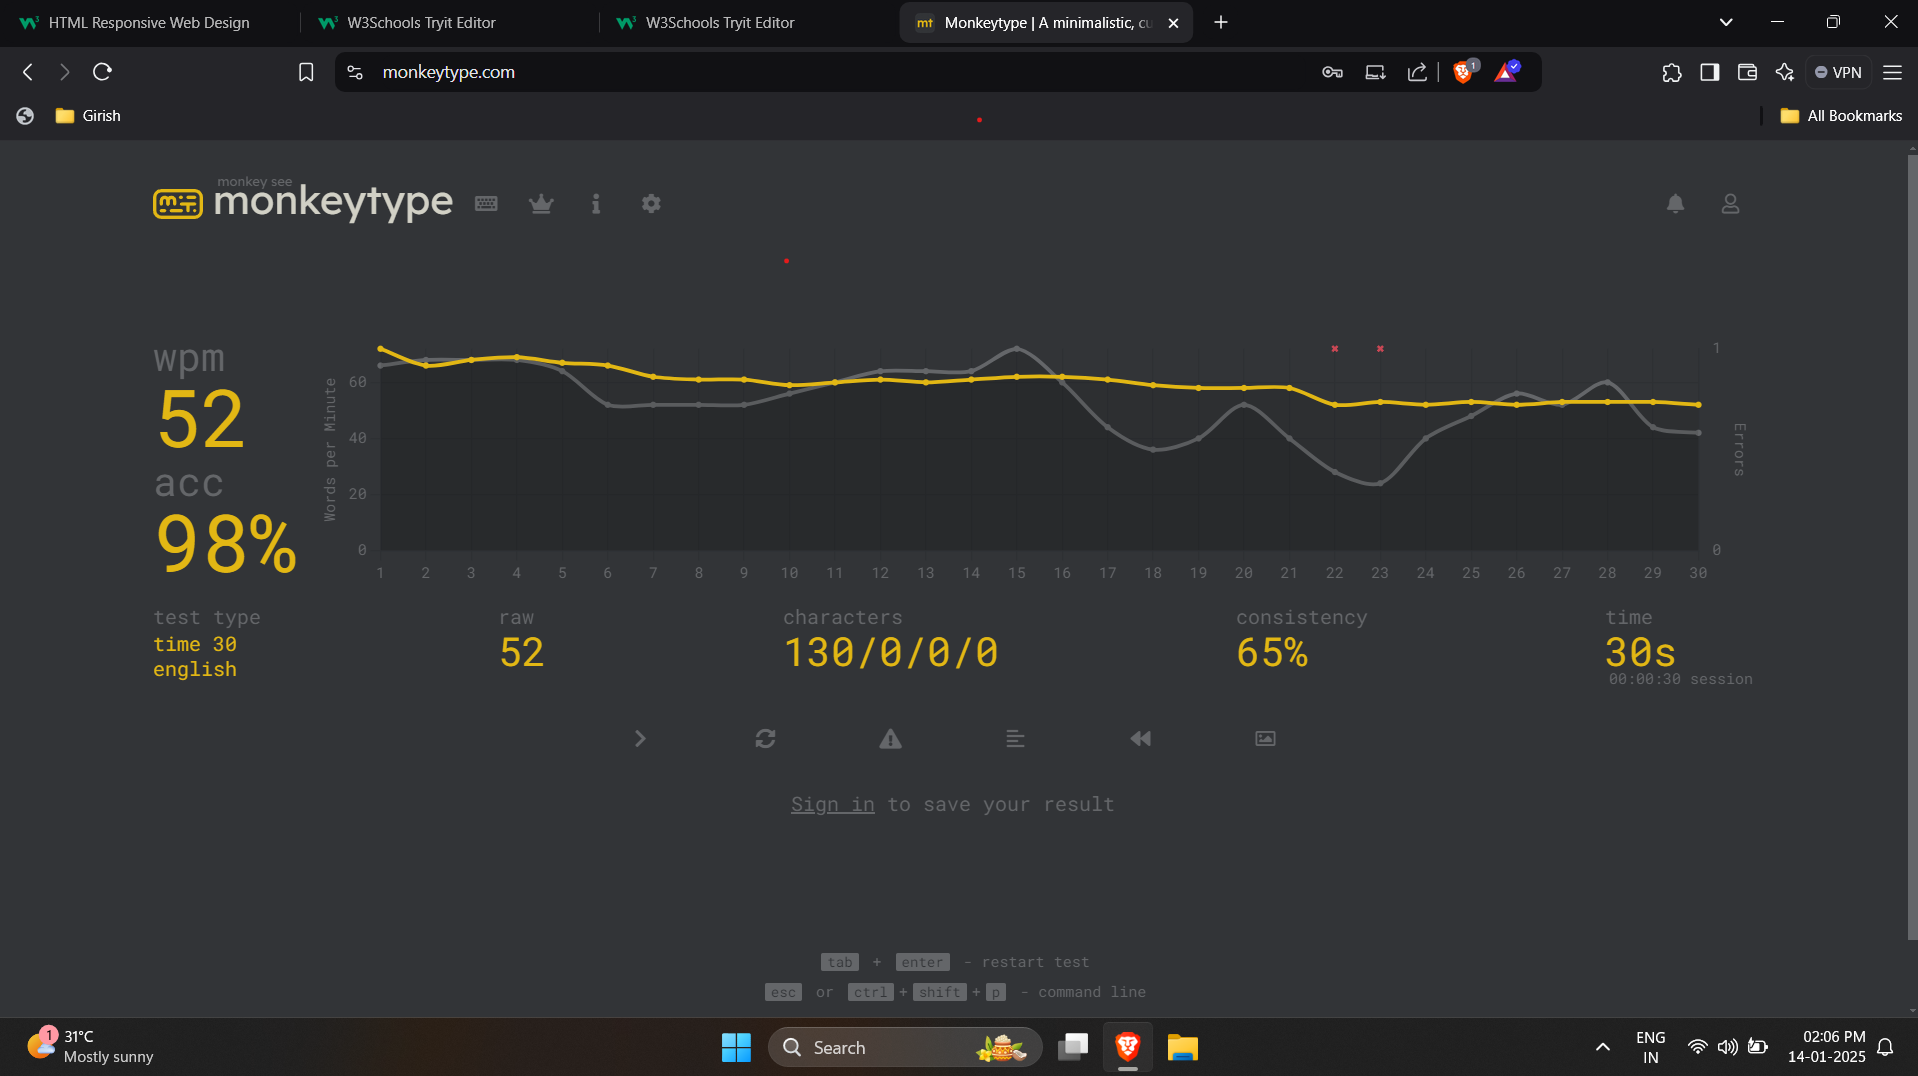 HTML Responsive Web Design
W3Schools Tryit Editor
W3Schools Tryit Editor
Monkeytype | A minimalistic, cu
monkeytype.com
1
VPN
Girish
All Bookmarks
monkey see
monkeytype
wpm
52
acc
98%
Words per Minute
60
40
20
0
1 2 3 4 5 6 7 8 9 10 11 12 13 14 15 16 17 18 19 20 21 22 23 24 25 26 27 28 29 30
1
Errors
0
test type
time 30
english
raw
52
characters
130/0/0/0
consistency
65%
time
30s
00:00:30 session
Sign in to save your result
tab + enter - restart test
esc or ctrl + shift + p - command line
1
31°C
Mostly sunny
Search
ENG
IN
02:06 PM
14-01-2025